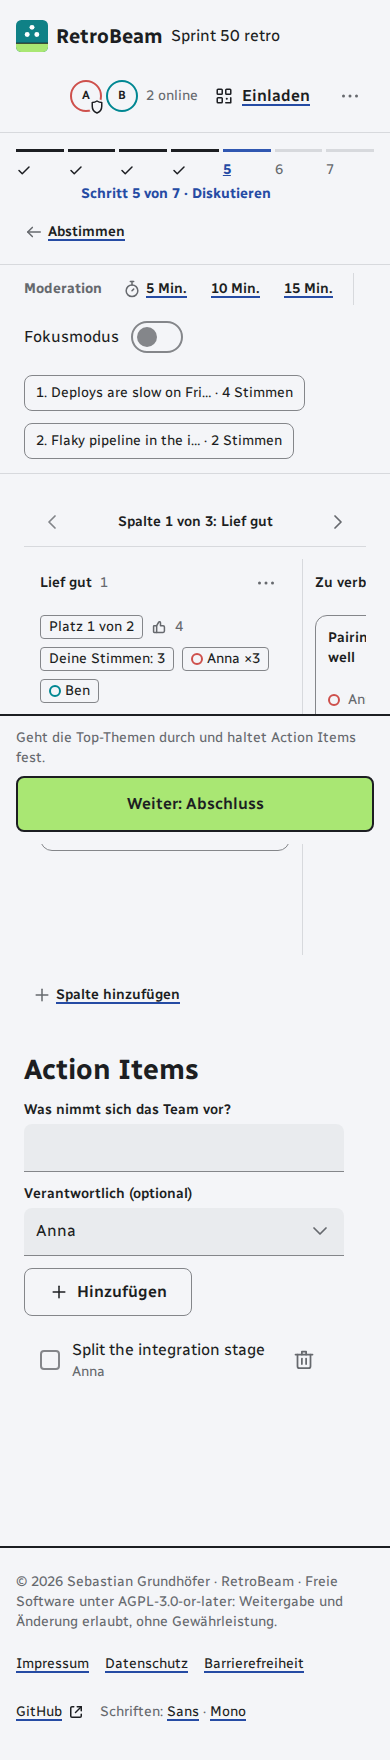 RetroBeam Sprint 50 retro
A B 2 online Einladen
5 6 7
Schritt 5 von 7 · Diskutieren
Abstimmen
Moderation 5 Min. 10 Min. 15 Min.
Fokusmodus
1. Deploys are slow on Fri... · 4 Stimmen
2. Flaky pipeline in the i... · 2 Stimmen
Spalte 1 von 3: Lief gut
Lief gut 1 Zu verb
Platz 1 von 2 4
Deine Stimmen: 3 Anna ×3
Ben
Pairin
well
An
Geht die Top-Themen durch und haltet Action Items
fest.
Weiter: Abschluss
Spalte hinzufügen
Action Items
Was nimmt sich das Team vor?
Verantwortlich (optional)
Anna
Hinzufügen
Split the integration stage
Anna
© 2026 Sebastian Grundhöfer · RetroBeam · Freie
Software unter AGPL-3.0-or-later: Weitergabe und
Änderung erlaubt, ohne Gewährleistung.
Impressum Datenschutz Barrierefreiheit
GitHub Schriften: Sans · Mono